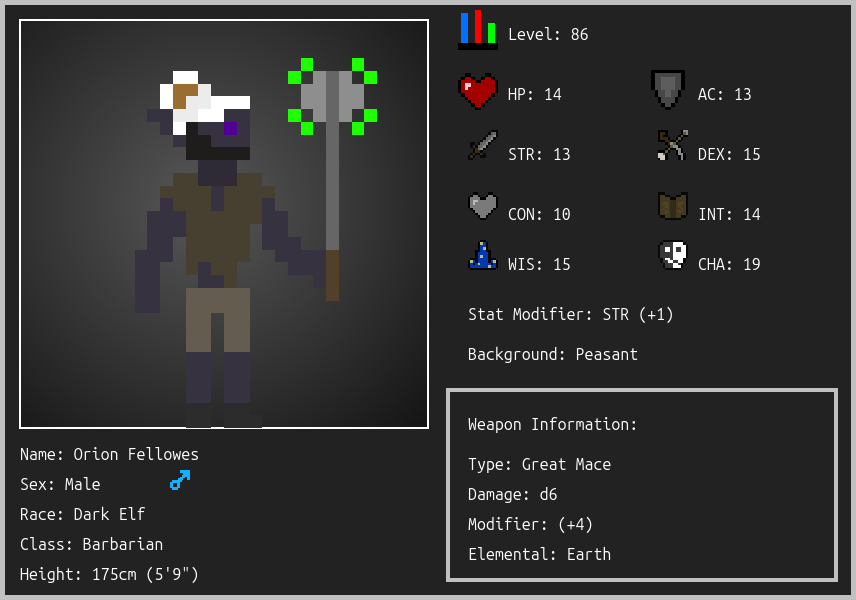 Level: 86
HP: 14
AC: 13
STR: 13
DEX: 15
CON: 10
INT: 14
WIS: 15
CHA: 19
Stat Modifier: STR (+1)
Background: Peasant
Weapon Information:
Type: Great Mace
Damage: d6
Modifier: (+4)
Elemental: Earth
Name: Orion Fellowes
Sex: Male
Race: Dark Elf
Class: Barbarian
Height: 175cm (5'9")